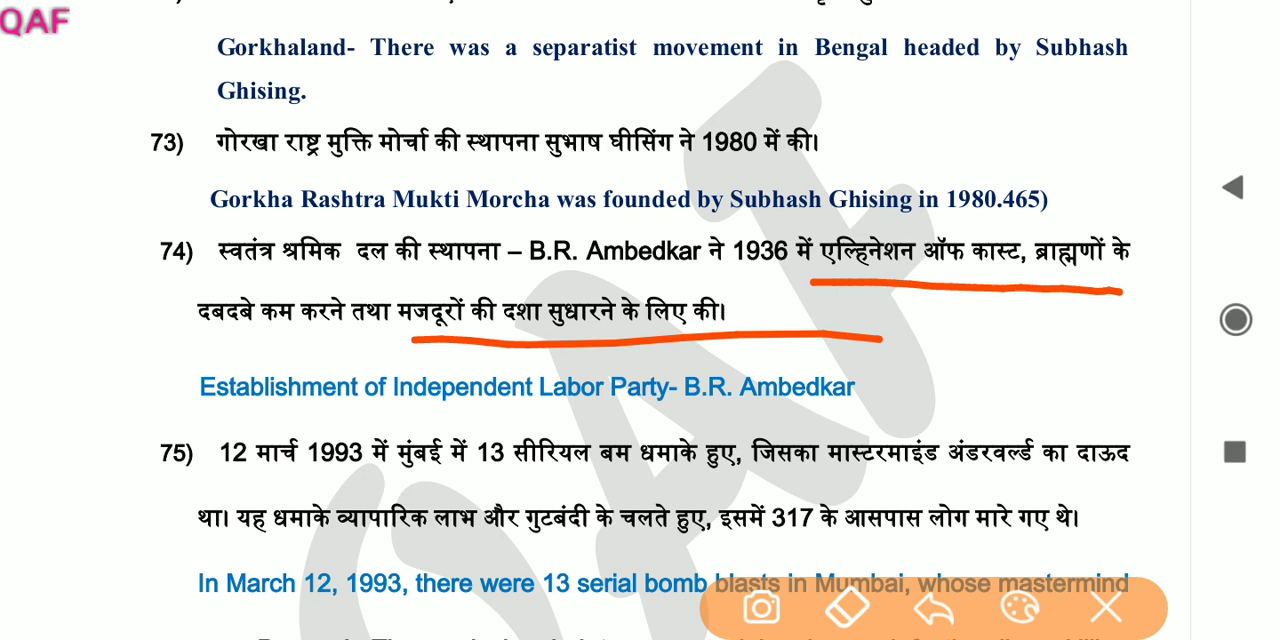 QAF
Gorkhaland- There was a separatist movement in Bengal headed by Subhash
Ghising.
73) गोरखा राष्ट्र मुक्ति मोर्चा की स्थापना सुभाष घीसिंग ने 1980 में की।
Gorkha Rashtra Mukti Morcha was founded by Subhash Ghising in 1980.465)
74) स्वतंत्र श्रमिक दल की स्थापना – B.R. Ambedkar ने 1936 में एल्हिनेशन ऑफ कास्ट, ब्राह्मणों के
दबदबे कम करने तथा मजदूरों की दशा सुधारने के लिए की।
Establishment of Independent Labor Party- B.R. Ambedkar
75) 12 मार्च 1993 में मुंबई में 13 सीरियल बम धमाके हुए, जिसका मास्टरमाइंड अंडरवर्ल्ड का दाऊद
था। यह धमाके व्यापारिक लाभ और गुटबंदी के चलते हुए, इसमें 317 के आसपास लोग मारे गए थे।
In March 12, 1993, there were 13 serial bomb blasts in Mumbai, whose mastermind